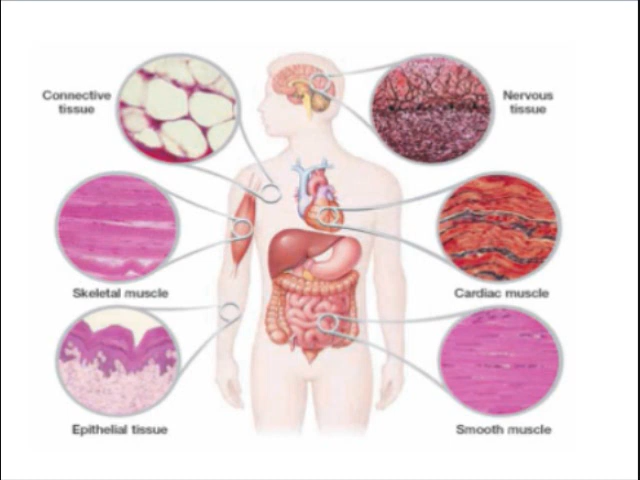 Connective
tissue
Nervous
tissue
Skeletal muscle
Cardiac muscle
Epithelial tissue
Smooth muscle